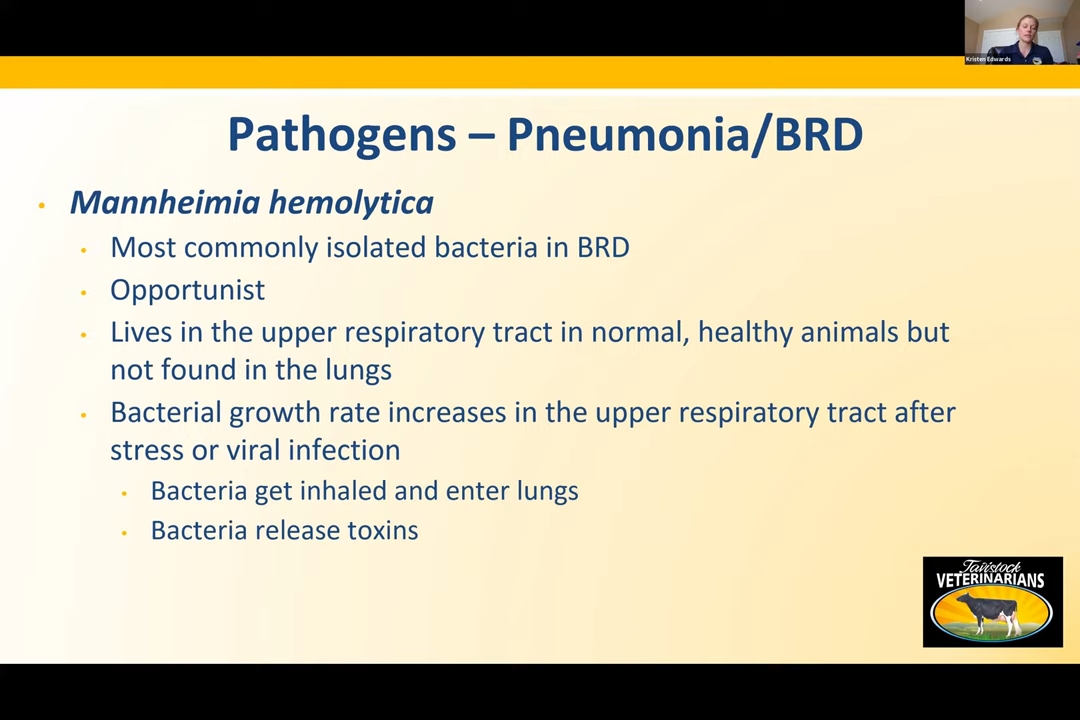 Kristen Edwards
Pathogens – Pneumonia/BRD
• Mannheimia hemolytica
• Most commonly isolated bacteria in BRD
• Opportunist
• Lives in the upper respiratory tract in normal, healthy animals but
not found in the lungs
• Bacterial growth rate increases in the upper respiratory tract after
stress or viral infection
• Bacteria get inhaled and enter lungs
• Bacteria release toxins
Tavistock
VETERINARIANS